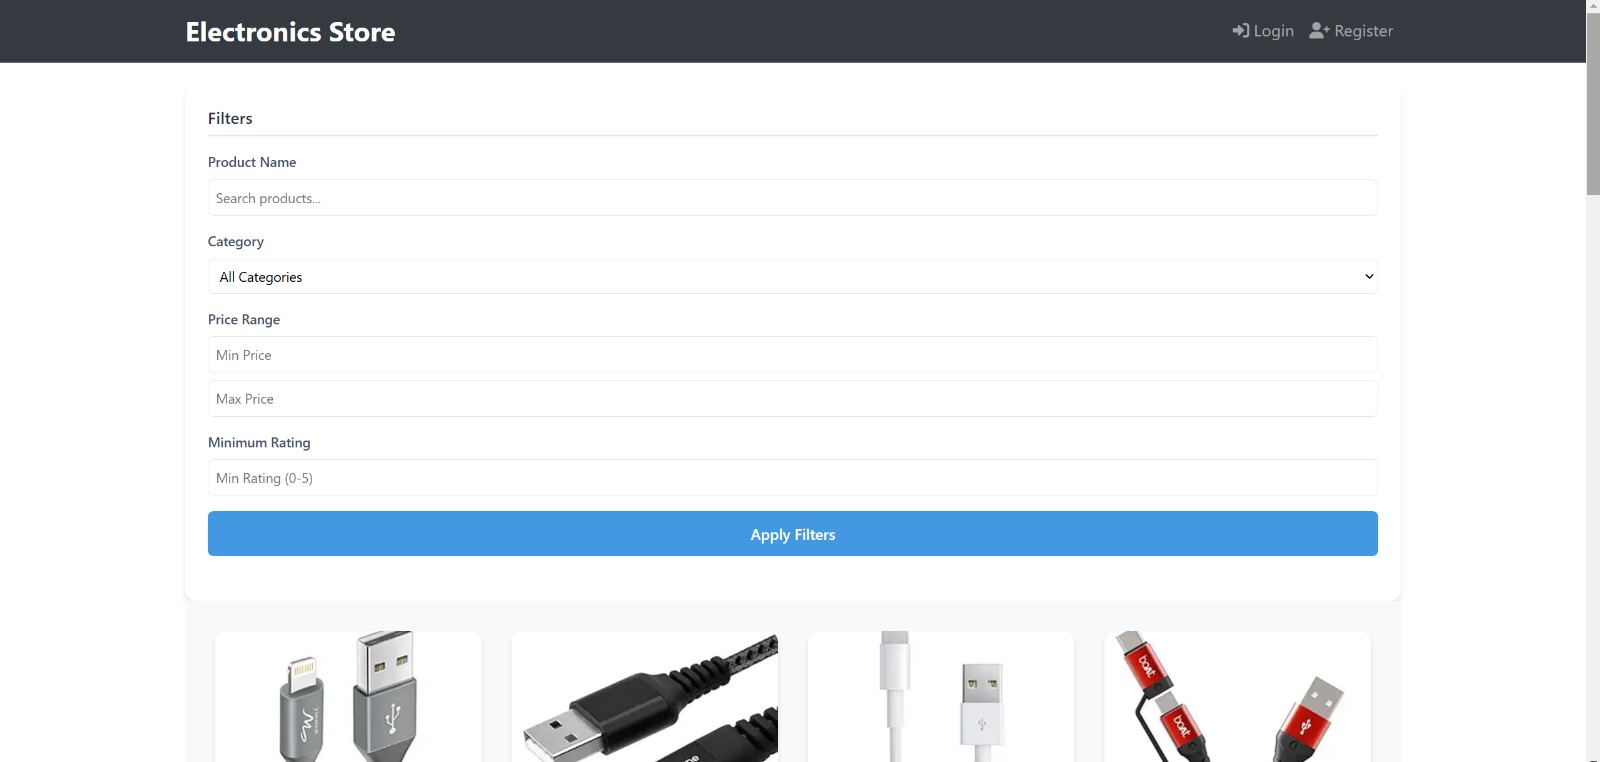 Electronics Store
Login
Register
Filters
Product Name
Search products...
Category
All Categories
Price Range
Min Price
Max Price
Minimum Rating
Min Rating (0-5)
Apply Filters
boAt
boAt